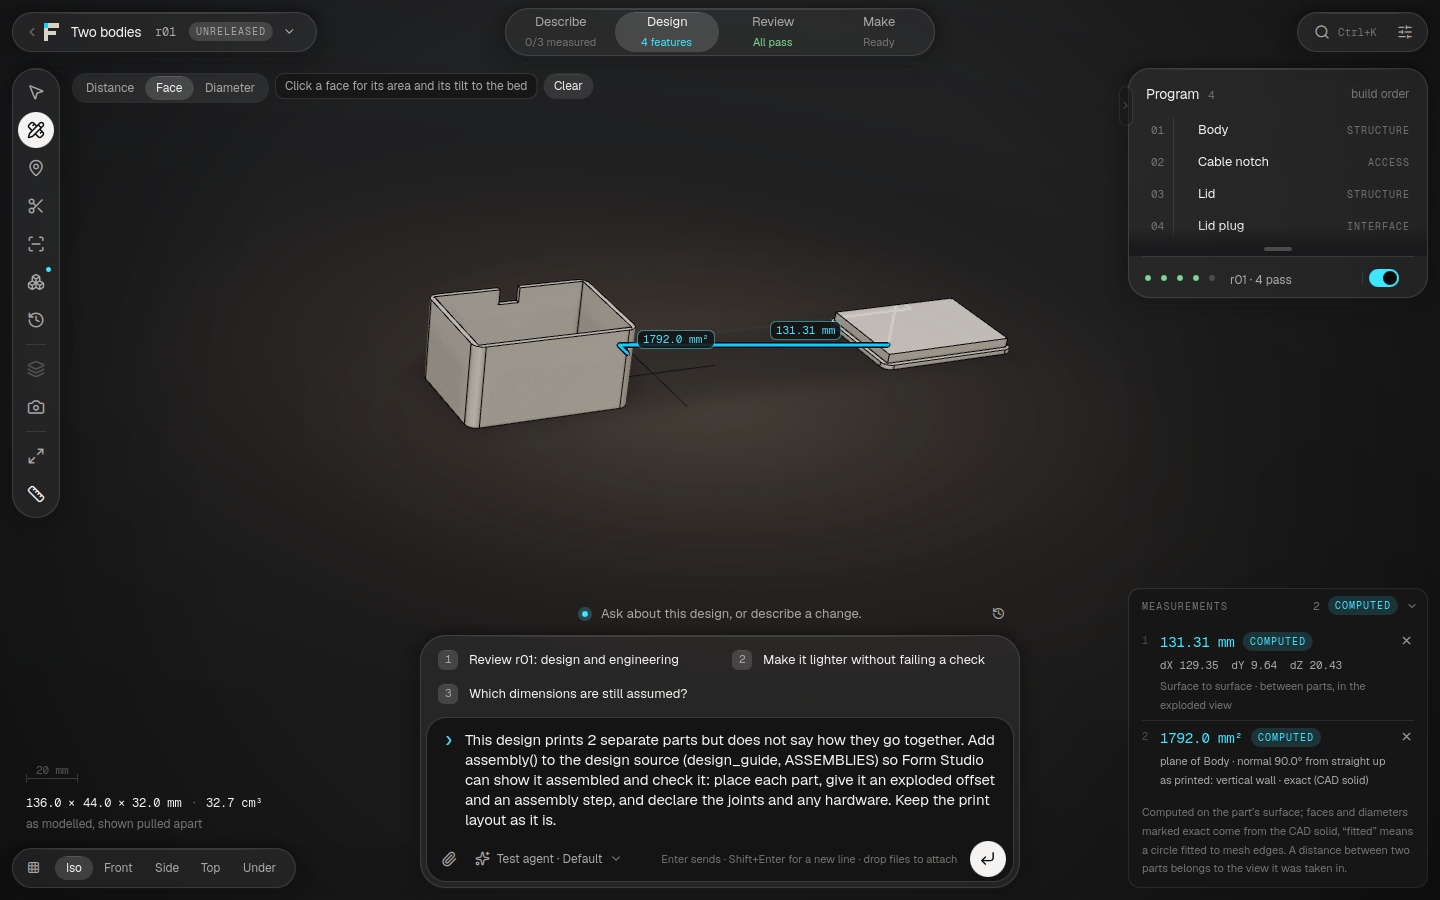 Two bodies r01 UNRELEASED
Describe
0/3 measured
Design
4 features
Review
All pass
Make
Ready
Ctrl+K
Distance Face Diameter
Click a face for its area and its tilt to the bed
Clear
Program 4 build order
01 Body STRUCTURE
02 Cable notch ACCESS
03 Lid STRUCTURE
04 Lid plug INTERFACE
r01 · 4 pass
1792.0 mm²
131.31 mm
Ask about this design, or describe a change.
1 Review r01: design and engineering
2 Make it lighter without failing a check
3 Which dimensions are still assumed?
This design prints 2 separate parts but does not say how they go together. Add
assembly() to the design source (design_guide, ASSEMBLIES) so Form Studio
can show it assembled and check it: place each part, give it an exploded offset
and an assembly step, and declare the joints and any hardware. Keep the print
layout as it is.
Test agent · Default
Enter sends · Shift+Enter for a new line · drop files to attach
MEASUREMENTS 2 COMPUTED
1 131.31 mm COMPUTED
dX 129.35 dY 9.64 dZ 20.43
Surface to surface · between parts, in the
exploded view
2 1792.0 mm² COMPUTED
plane of Body · normal 90.0° from straight up
as printed: vertical wall · exact (CAD solid)
Computed on the part's surface; faces and diameters
marked exact come from the CAD solid, “fitted” means
a circle fitted to mesh edges. A distance between two
parts belongs to the view it was taken in.
20 mm
136.0 × 44.0 × 32.0 mm · 32.7 cm³
as modelled, shown pulled apart
Iso Front Side Top Under